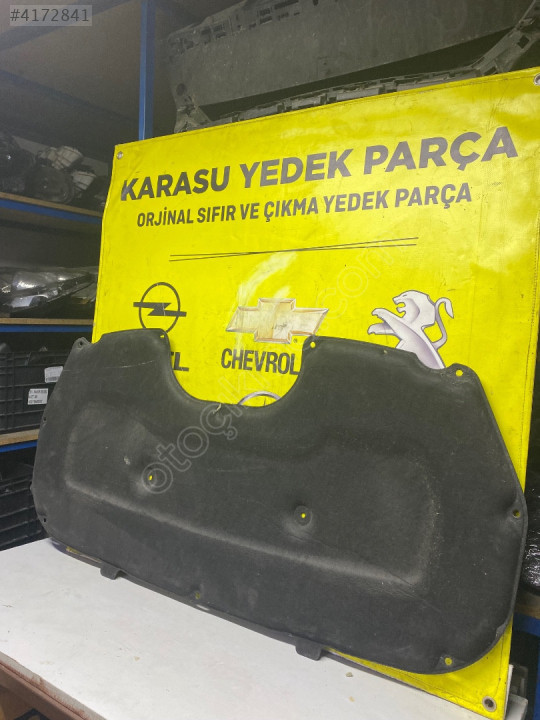 #4172841
KARASU YEDEK PARÇA
ORJİNAL SIFIR VE ÇIKMA YEDEK PARÇA
CHEVROL